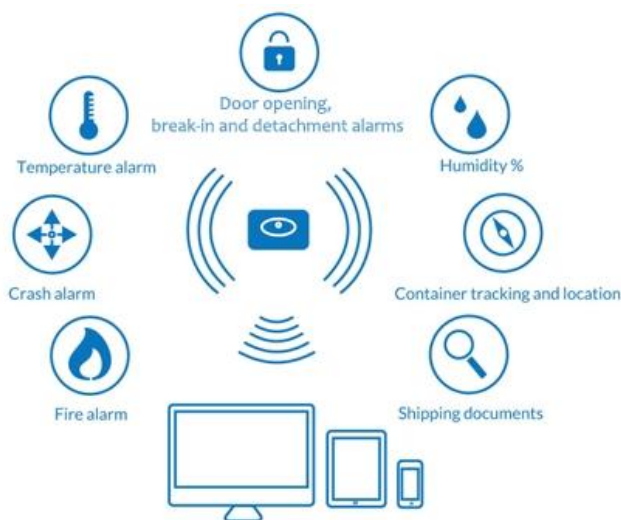 Door opening,
break-in and detachment alarms
Temperature alarm
Humidity %
Crash alarm
Container tracking and location
Fire alarm
Shipping documents